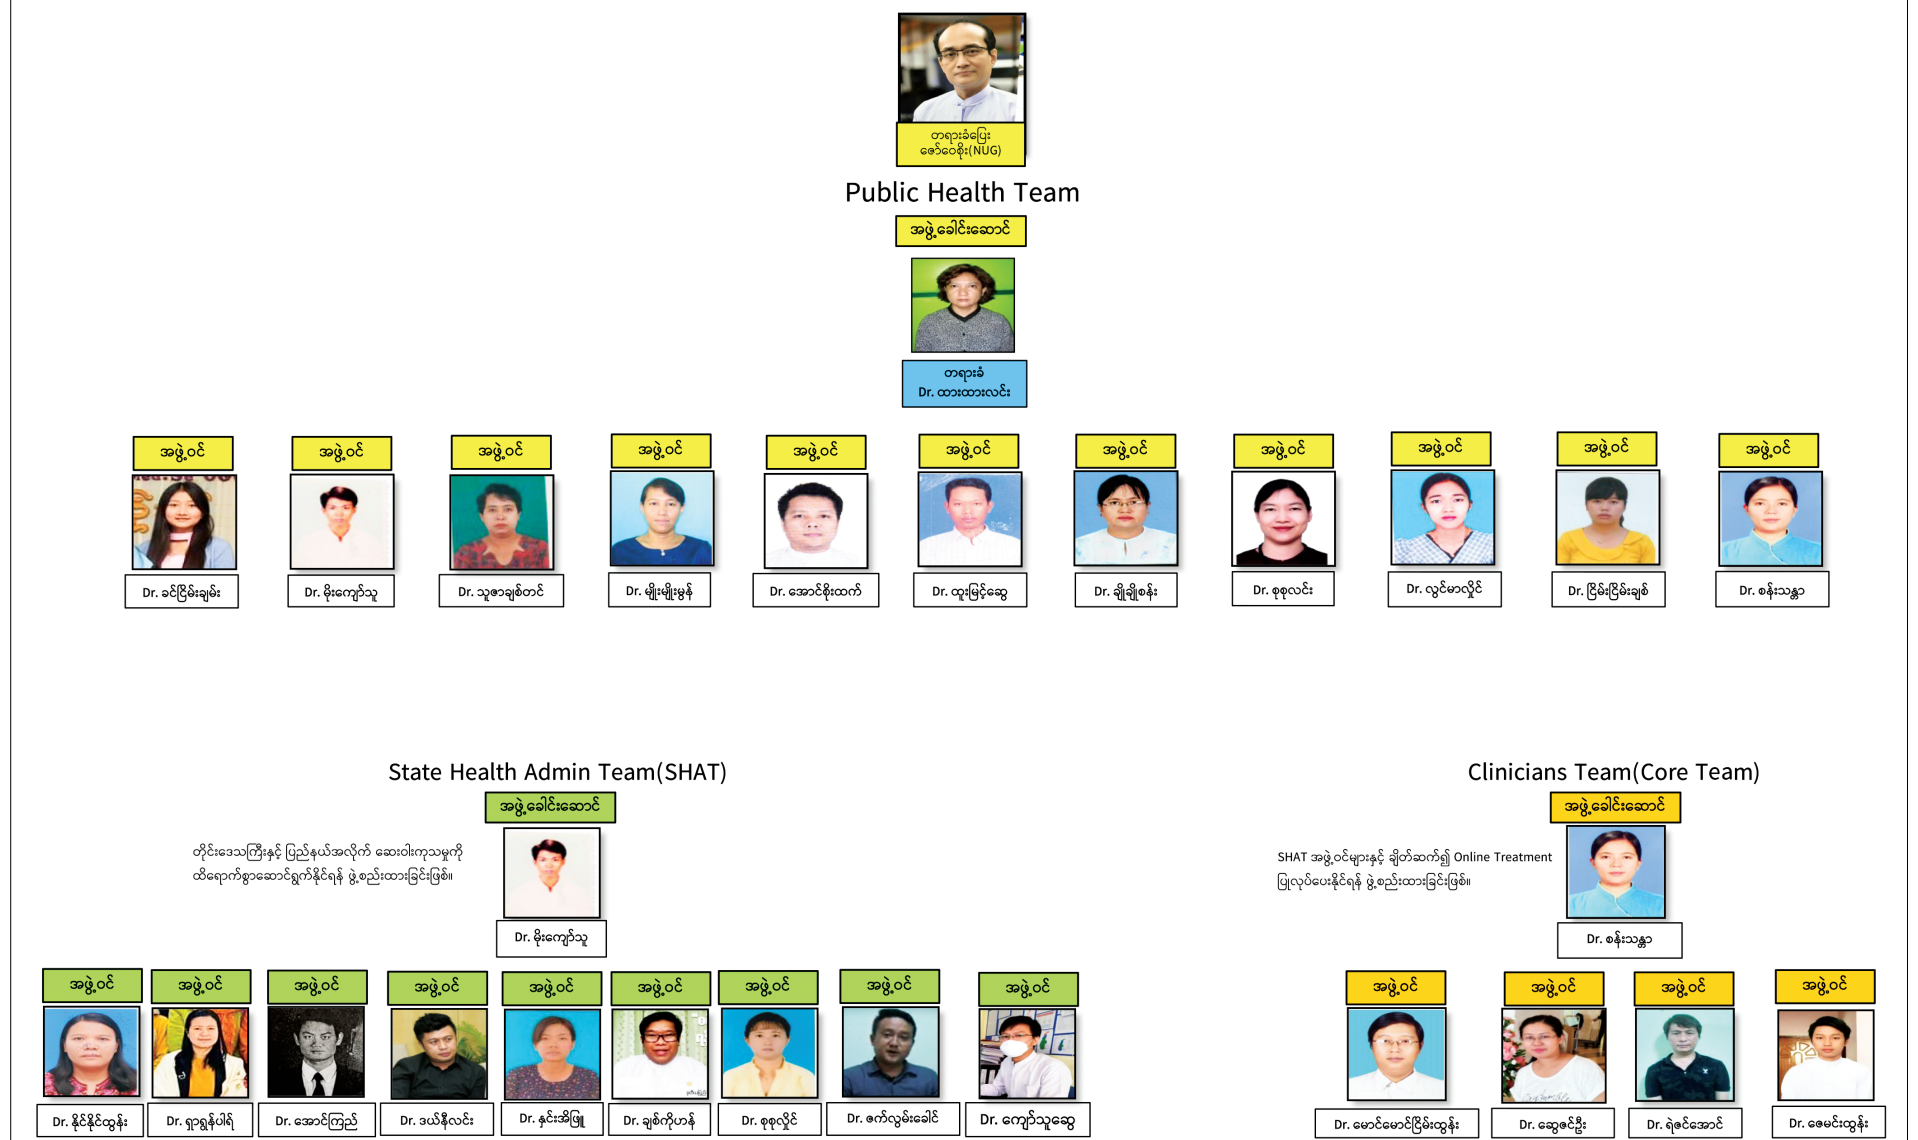 တရားခံပြေး
ဇော်ဝေစိုး(NUG)
Public Health Team
အဖွဲ့ခေါင်းဆောင်
တရားခံ
Dr. ထားထားလင်း
အဖွဲ့ဝင် အဖွဲ့ဝင် အဖွဲ့ဝင် အဖွဲ့ဝင် အဖွဲ့ဝင် အဖွဲ့ဝင် အဖွဲ့ဝင် အဖွဲ့ဝင် အဖွဲ့ဝင် အဖွဲ့ဝင် အဖွဲ့ဝင်
Dr. ခင်ငြိမ်းချမ်း Dr. မိုးကျော်သူ Dr. သူဇာချစ်တင် Dr. မျိုးမျိုးမွန် Dr. အောင်စိုးထက် Dr. ထူးမြင့်ဆွေ Dr. ချိုချိုစန်း Dr. စုစုလင်း Dr. လွင်မာလှိုင် Dr. ငြိမ်းငြိမ်းချစ် Dr. စန်းသန္တာ
State Health Admin Team(SHAT)
အဖွဲ့ခေါင်းဆောင်
တိုင်းဒေသကြီးနှင့် ပြည်နယ်အလိုက် ဆေးဝါးကုသမှုကို
ထိရောက်စွာဆောင်ရွက်နိုင်ရန် ဖွဲ့စည်းထားခြင်းဖြစ်။
Dr. မိုးကျော်သူ
အဖွဲ့ဝင် အဖွဲ့ဝင် အဖွဲ့ဝင် အဖွဲ့ဝင် အဖွဲ့ဝင် အဖွဲ့ဝင် အဖွဲ့ဝင် အဖွဲ့ဝင် အဖွဲ့ဝင်
Dr. နိုင်နိုင်ထွန်း Dr. ရှာရွန်ပါရ် Dr. အောင်ကြည် Dr. ဒယ်နီလင်း Dr. နှင်းအိဖြူ Dr. ချစ်ကိုဟန် Dr. စုစုလှိုင် Dr. ဇက်လွမ်းခေါင် Dr. ကျော်သူဆွေ
Clinicians Team(Core Team)
အဖွဲ့ခေါင်းဆောင်
SHAT အဖွဲ့ဝင်များနှင့် ချိတ်ဆက်၍ Online Treatment
ပြုလုပ်ပေးနိုင်ရန် ဖွဲ့စည်းထားခြင်းဖြစ်။
Dr. စန်းသန္တာ
အဖွဲ့ဝင် အဖွဲ့ဝင် အဖွဲ့ဝင် အဖွဲ့ဝင်
Dr. မောင်မောင်ငြိမ်းထွန်း Dr. ဆွေဇင်ဦး Dr. ရဲဇင်အောင် Dr. ဇေမင်းထွန်း